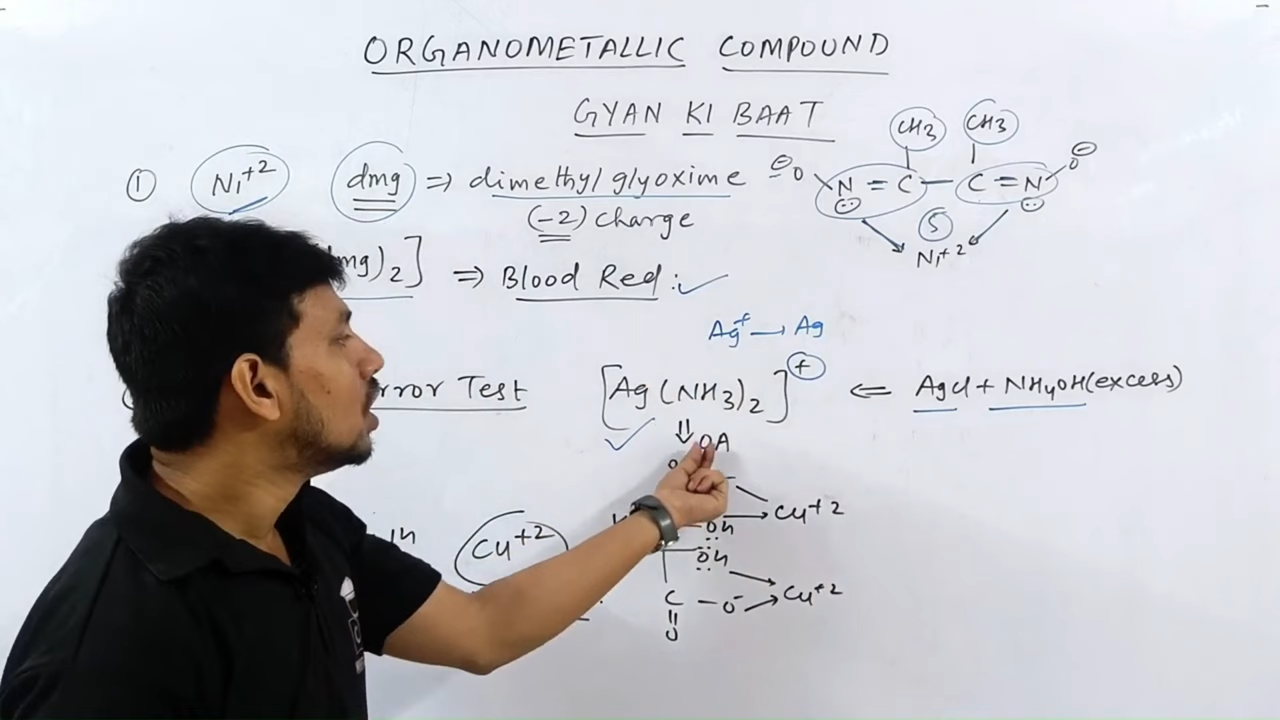 ORGANOMETALLIC COMPOUND
GYAN KI BAAT
① Ni+2 dmg ⇒ dimethyl glyoxime
(-2) charge
CH3 CH3
⊖O N = C — C = N O⊖
5
Ni+2
mg)2] ⇒ Blood Red :✓
Ag+ → Ag
rror Test [Ag(NH3)2]+ ⇐ AgCl + NH4OH(excess)
⇓ OA
Cu+2
Cu+2
OH
OH
Cu+2
C — O-
O